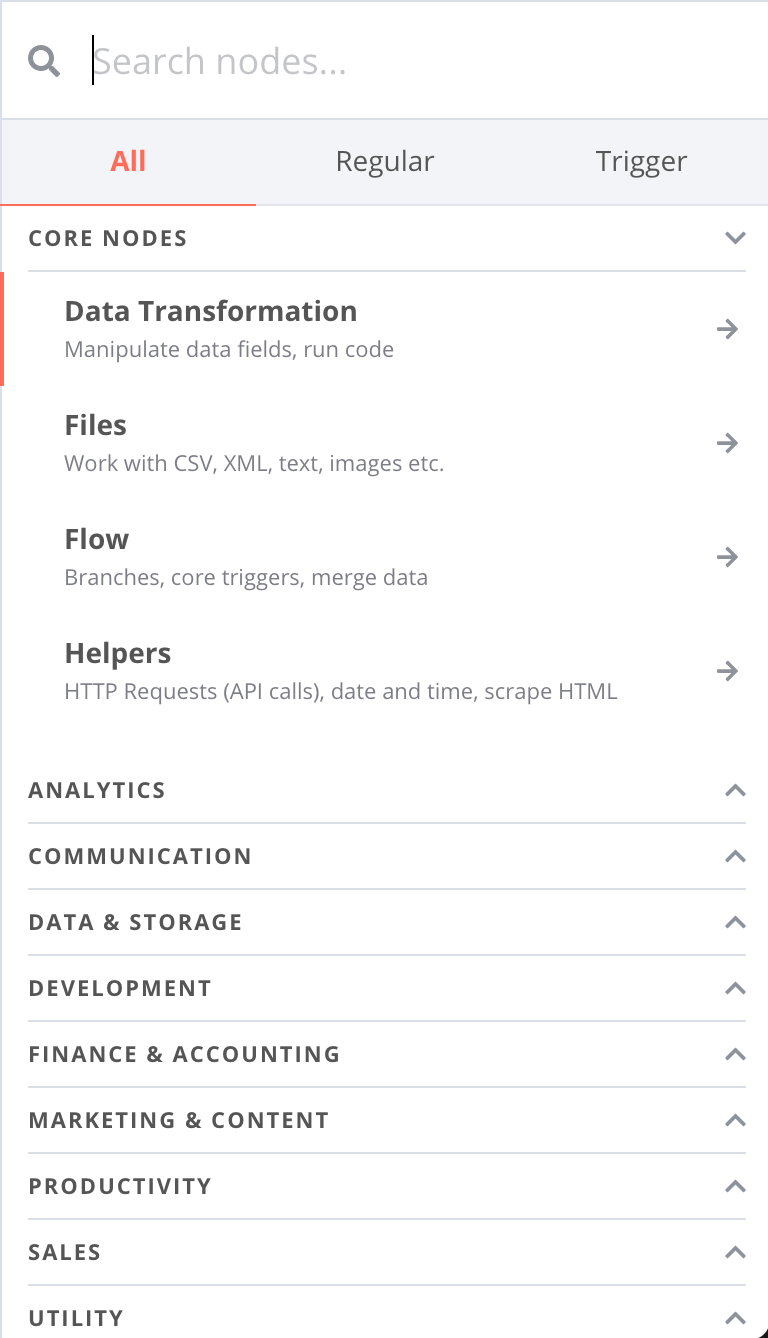 Search nodes...
All Regular Trigger
CORE NODES
Data Transformation
Manipulate data fields, run code
Files
Work with CSV, XML, text, images etc.
Flow
Branches, core triggers, merge data
Helpers
HTTP Requests (API calls), date and time, scrape HTML
ANALYTICS
COMMUNICATION
DATA & STORAGE
DEVELOPMENT
FINANCE & ACCOUNTING
MARKETING & CONTENT
PRODUCTIVITY
SALES
UTILITY